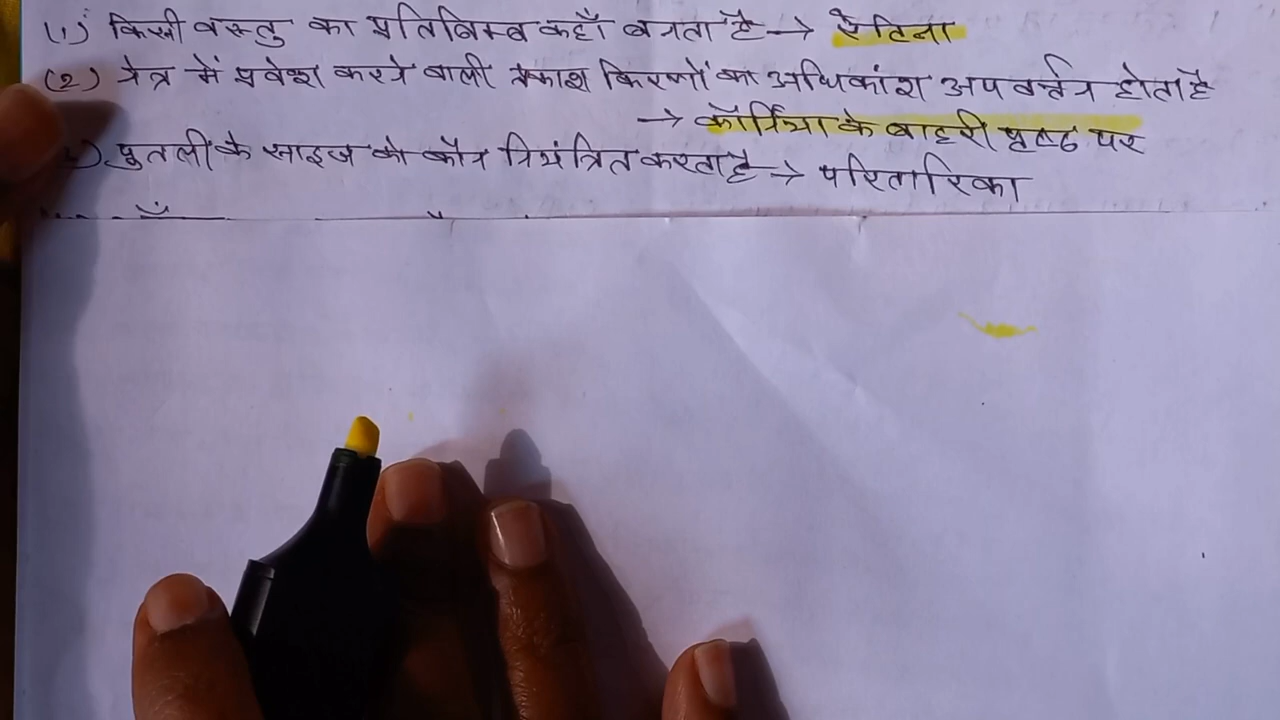 (1) किसी वस्तु का प्रतिबिम्ब कहाँ बनता है → रेटिना
(2) नेत्र में प्रवेश करने वाली प्रकाश किरणों का अधिकांश अपवर्तन होता है
→ कॉर्निया के बाहरी पृष्ठ पर
पुतली के साइज को कौन नियंत्रित करता है → परितारिका